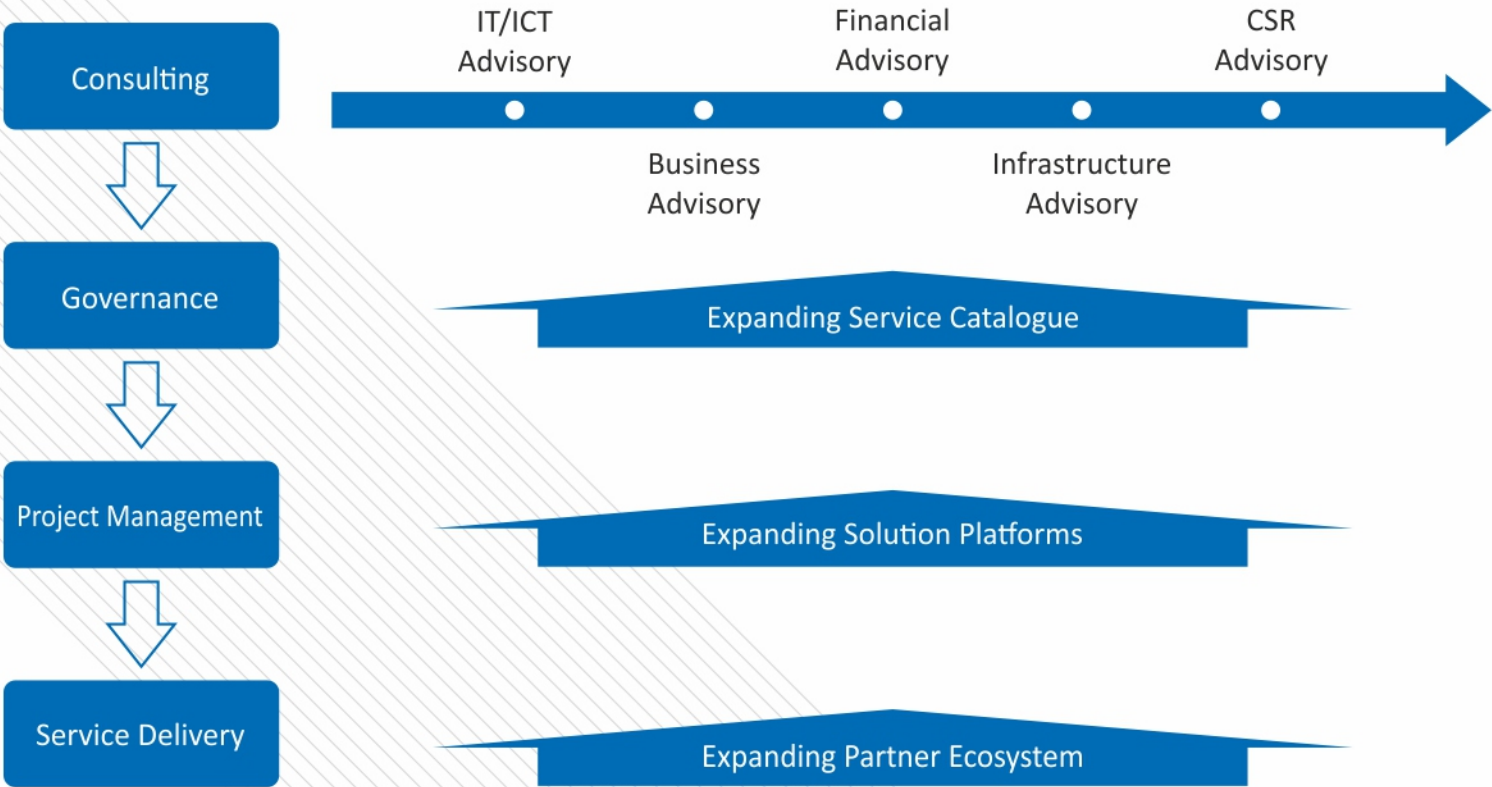 Consulting
IT/ICT
Advisory
Financial
Advisory
CSR
Advisory
Business
Advisory
Infrastructure
Advisory
Governance
Expanding Service Catalogue
Project Management
Expanding Solution Platforms
Service Delivery
Expanding Partner Ecosystem